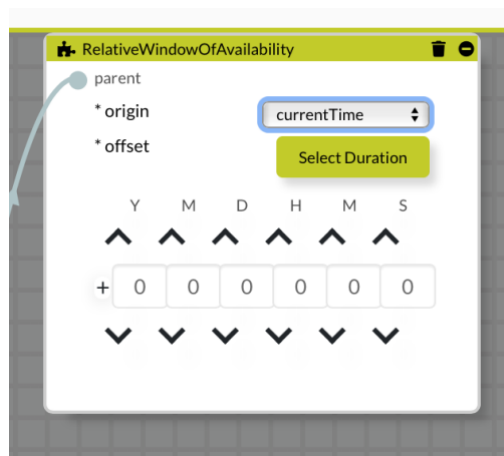 RelativeWindowOfAvailability
parent
* origin currentTime
* offset Select Duration
Y M D H M S
+ 0 0 0 0 0 0